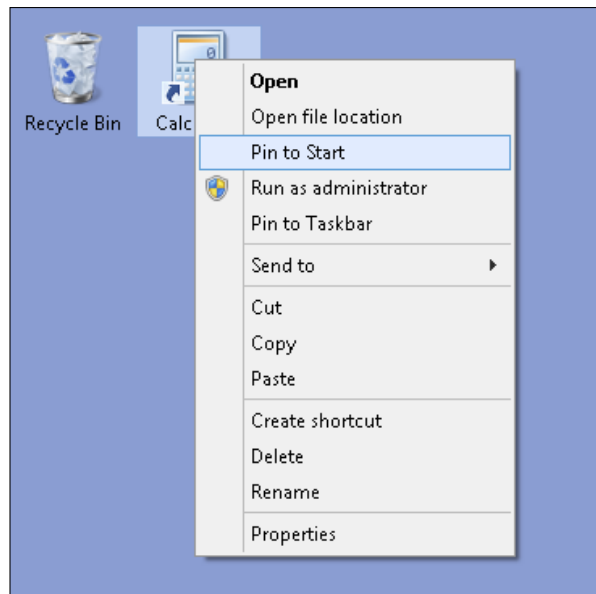 Recycle Bin
Calc
Open
Open file location
Pin to Start
Run as administrator
Pin to Taskbar
Send to
Cut
Copy
Paste
Create shortcut
Delete
Rename
Properties